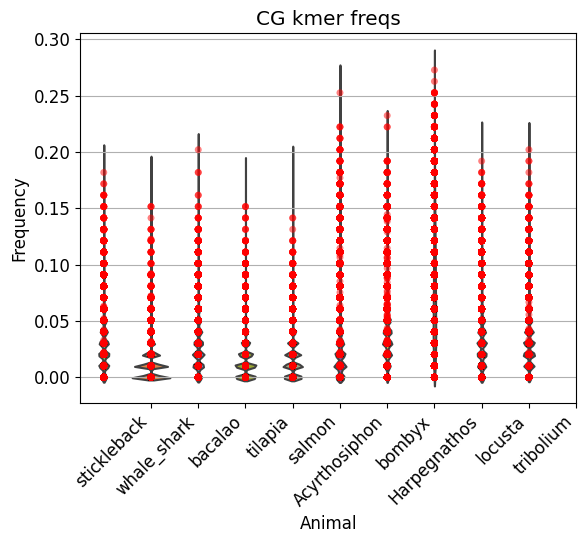 CG kmer freqs
0.30
0.25
0.20
0.15
0.10
0.05
0.00
Frequency
stickleback
whale_shark
bacalao
tilapia
salmon
Acyrthosiphon
bombyx
Harpegnathos
locusta
tribolium
Animal